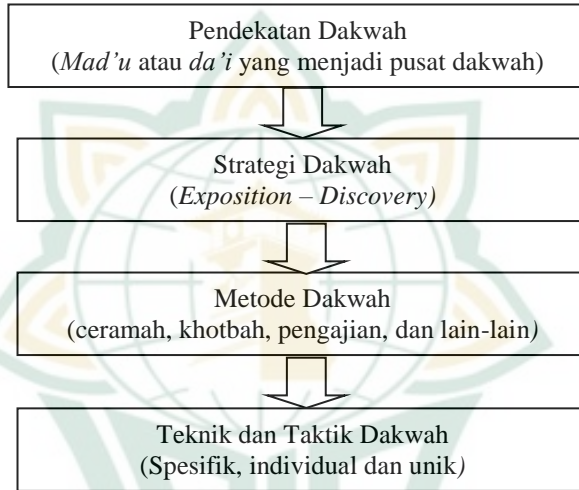 Pendekatan Dakwah
(Mad’u atau da’i yang menjadi pusat dakwah)
Strategi Dakwah
(Exposition – Discovery)
Metode Dakwah
(ceramah, khotbah, pengajian, dan lain-lain)
Teknik dan Taktik Dakwah
(Spesifik, individual dan unik)